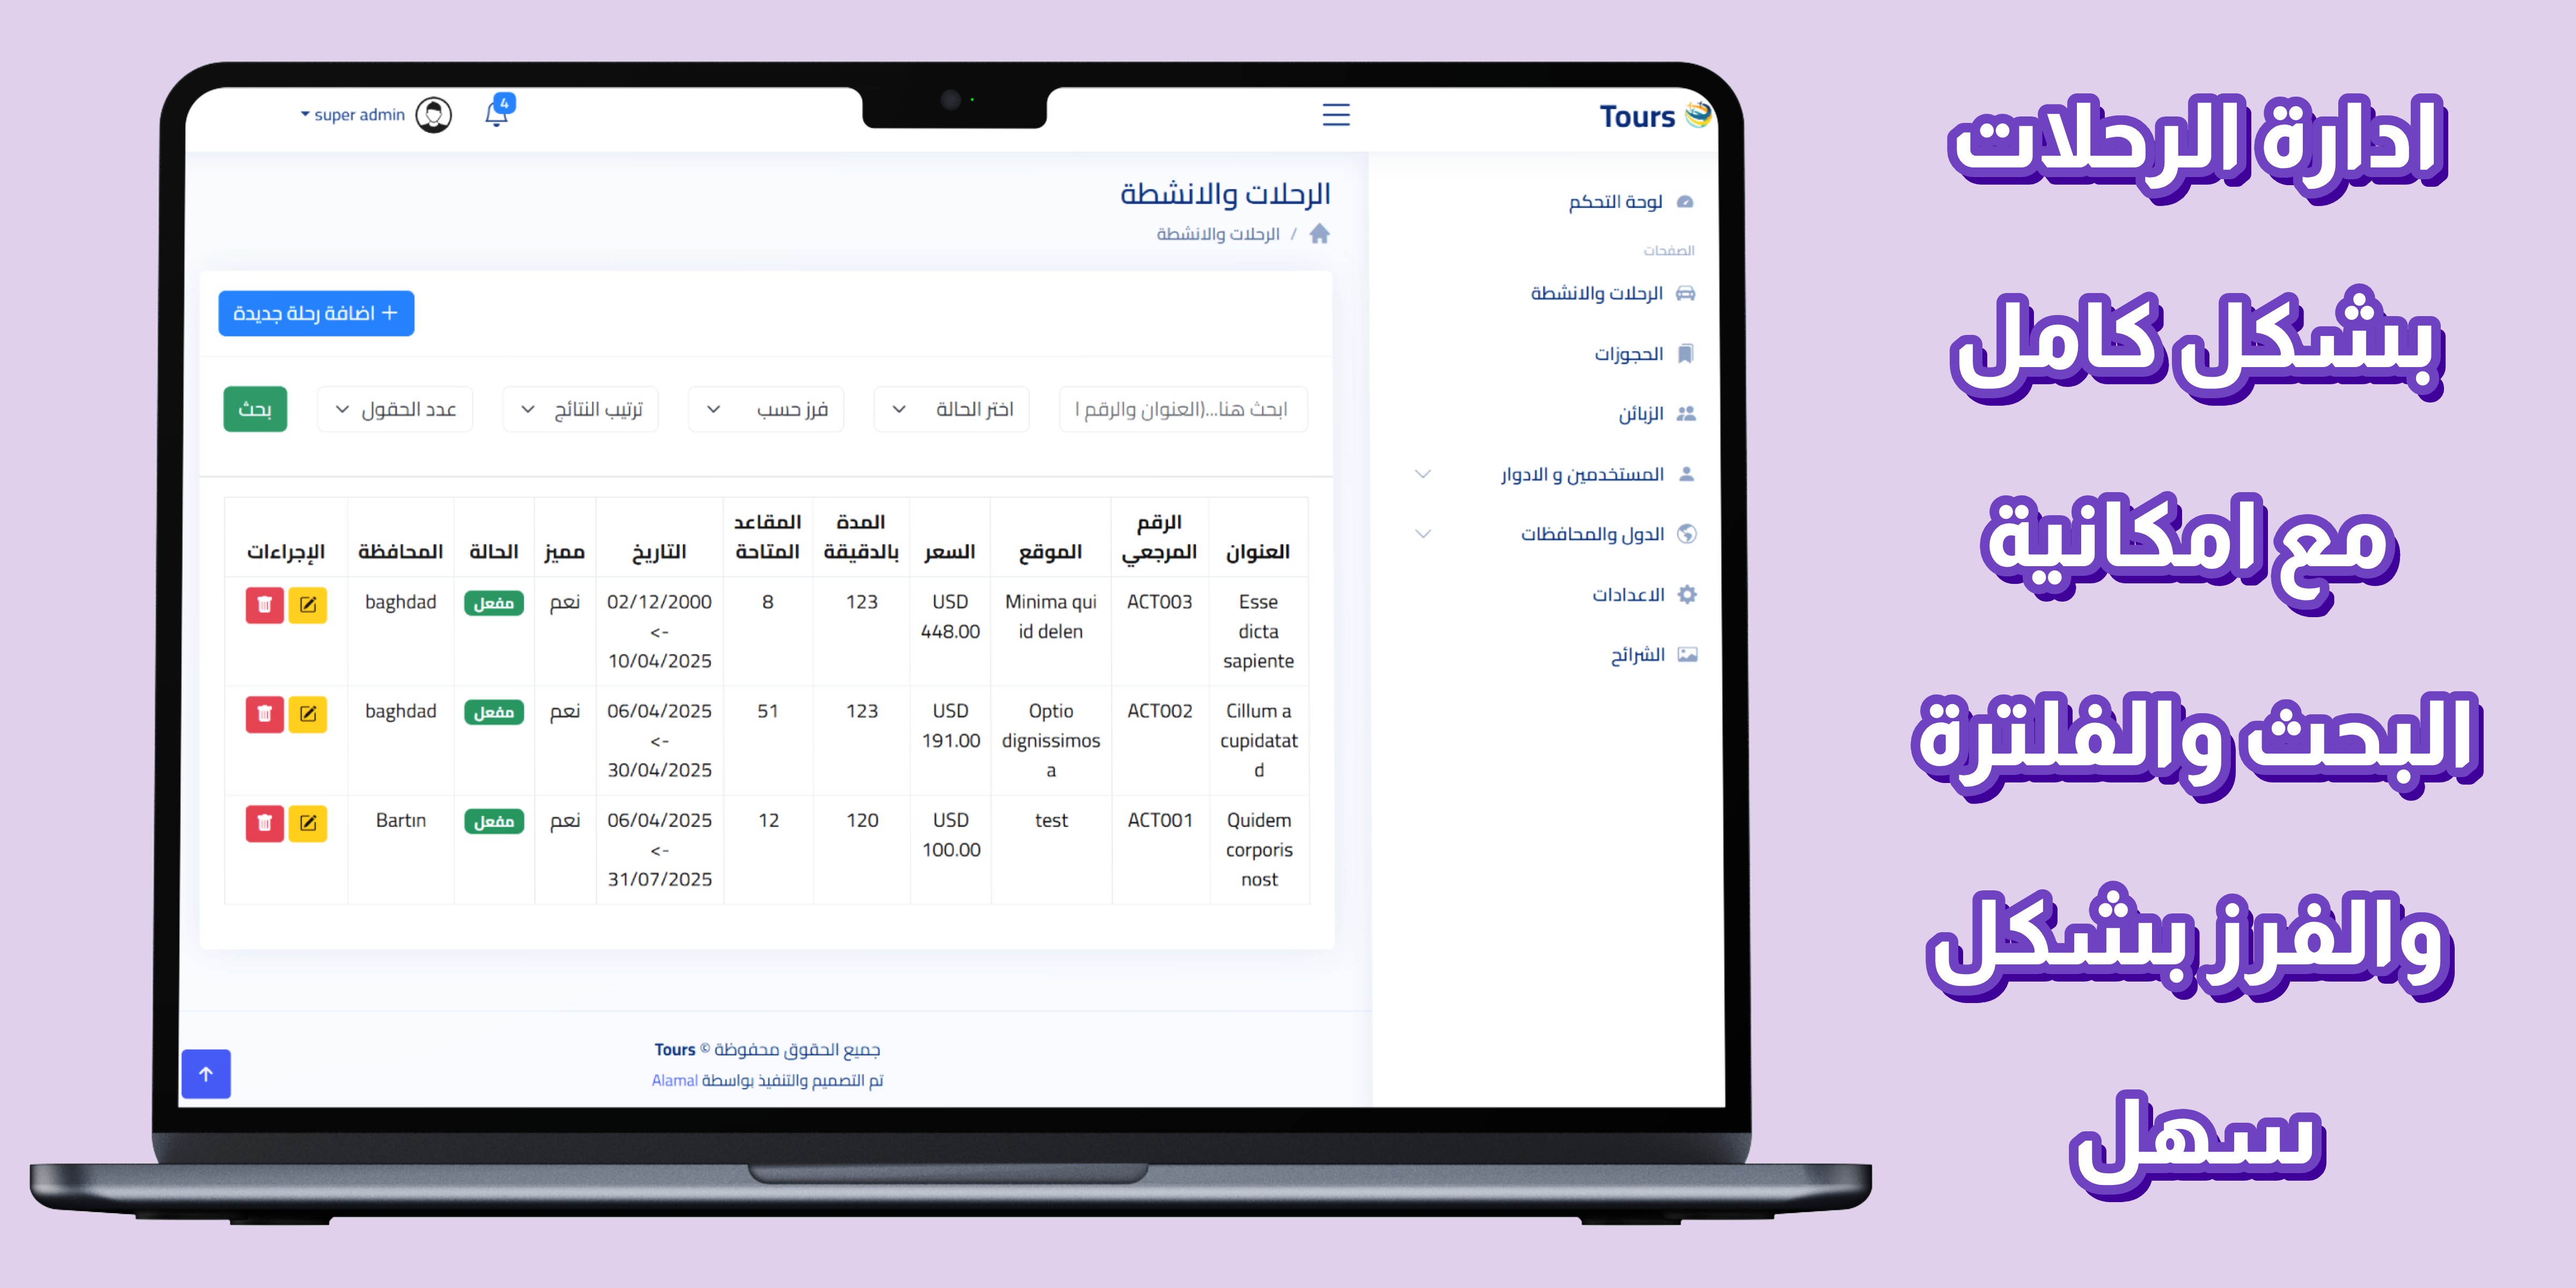 ادارة الرحلات
بشكل كامل
مع امكانية
البحث والفلترة
والفرز بشكل
سهل
Tours
super admin
4
لوحة التحكم
الصفحات
الرحلات والانشطة
الحجوزات
الزبائن
المستخدمين و الادوار
الدول والمحافظات
الاعدادات
الشرائح
الرحلات والانشطة
/ الرحلات والانشطة
+ اضافة رحلة جديدة
ابحث هنا...(العنوان والرقم ا
اختر الحالة
فرز حسب
ترتيب النتائج
عدد الحقول
بحث
العنوان
الرقم
المرجعي
الموقع
السعر
المدة
بالدقيقة
المقاعد
المتاحة
التاريخ
مميز
الحالة
المحافظة
الإجراءات
Esse
dicta
sapiente
ACT003
Minima qui
id delen
USD
448.00
123
8
02/12/2000
<-
10/04/2025
نعم
مفعل
baghdad
Cillum a
cupidatat
d
ACT002
Optio
dignissimos
a
USD
191.00
123
51
06/04/2025
<-
30/04/2025
نعم
مفعل
baghdad
Quidem
corporis
nost
ACT001
test
USD
100.00
120
12
06/04/2025
<-
31/07/2025
نعم
مفعل
Bartın
جميع الحقوق محفوظة © Tours
تم التصميم والتنفيذ بواسطة Alamal